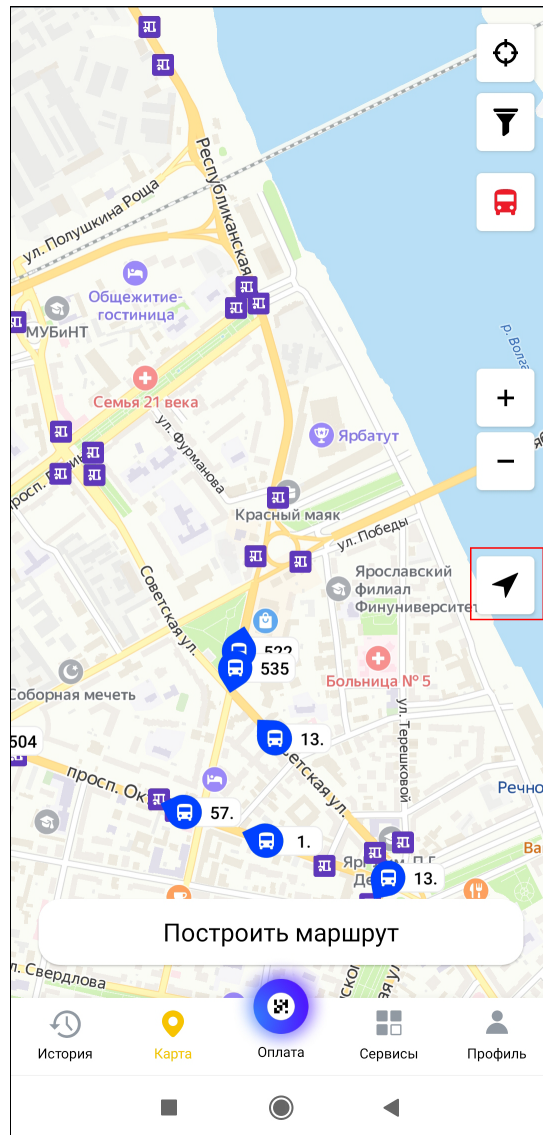 Республиканская
ул. Полушкина Роща
Общежитие-
гостиница
МУБиНТ
р. Волга
Семья 21 века
ул. Фурманова
Ярбатут
Красный маяк
ул. Победы
Советская ул.
Ярославский
филиал
Финуниверситет
522
535
Больница № 5
Соборная мечеть
ул. Терешковой
13.
504
просп. Ок
ветская ул.
Речно
57.
1.
Ва
13.
Построить маршрут
л. Свердлова
История
Карта
Оплата
Сервисы
Профиль